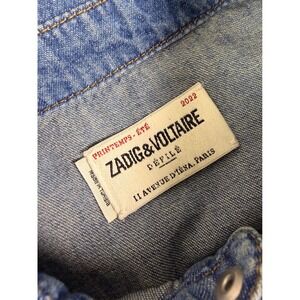 PRINTEMPS - ÉTÉ 2022
ZADIG&VOLTAIRE
DÉFILÉ
11 AVENUE D'IÉNA, PARIS